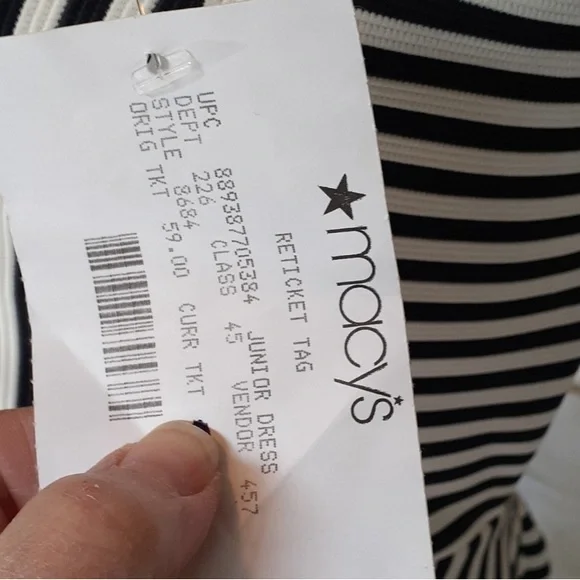 ★macy's
RETICKET TAG
UPC 889387705384 JUNIOR DRESS
DEPT 226 CLASS 45 VENDOR 457
STYLE 8684
ORIG TKT 59.00 CURR TKT